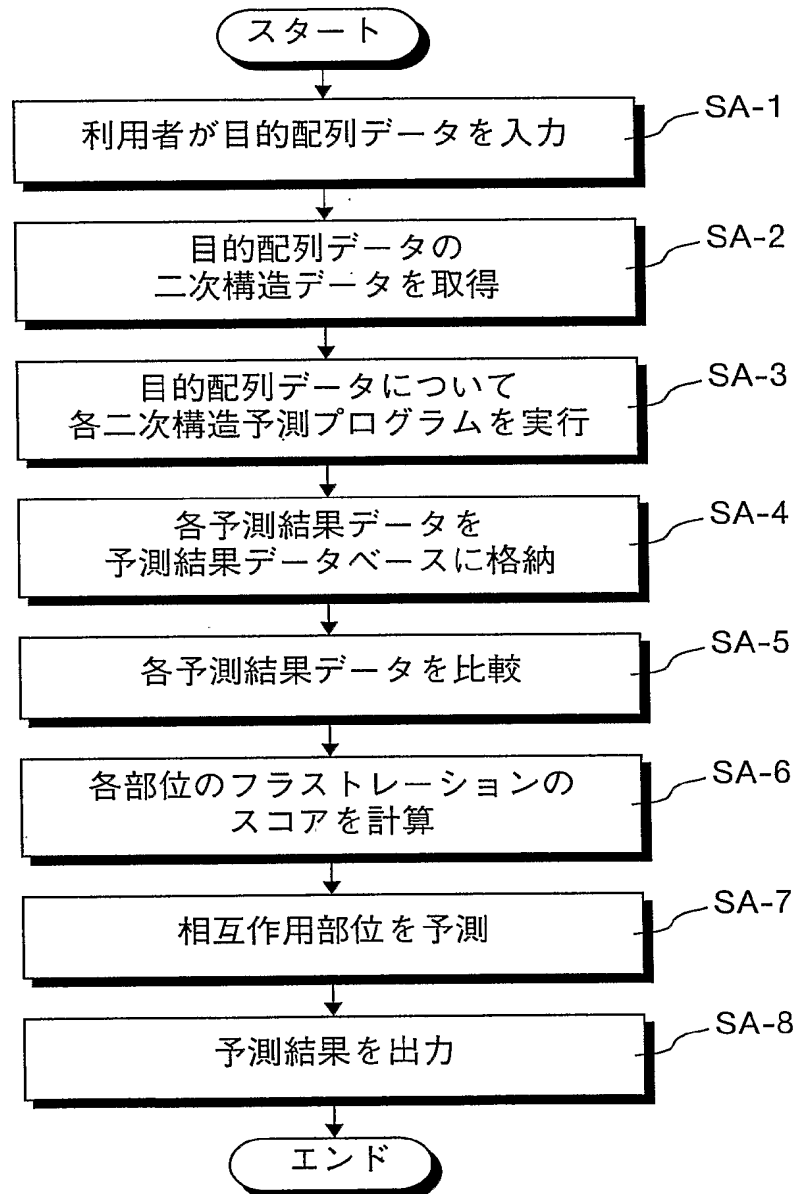 スタート
利用者が目的配列データを入力
SA-1
目的配列データの
二次構造データを取得
SA-2
目的配列データについて
各二次構造予測プログラムを実行
SA-3
各予測結果データを
予測結果データベースに格納
SA-4
各予測結果データを比較
SA-5
各部位のフラストレーションの
スコアを計算
SA-6
相互作用部位を予測
SA-7
予測結果を出力
SA-8
エンド